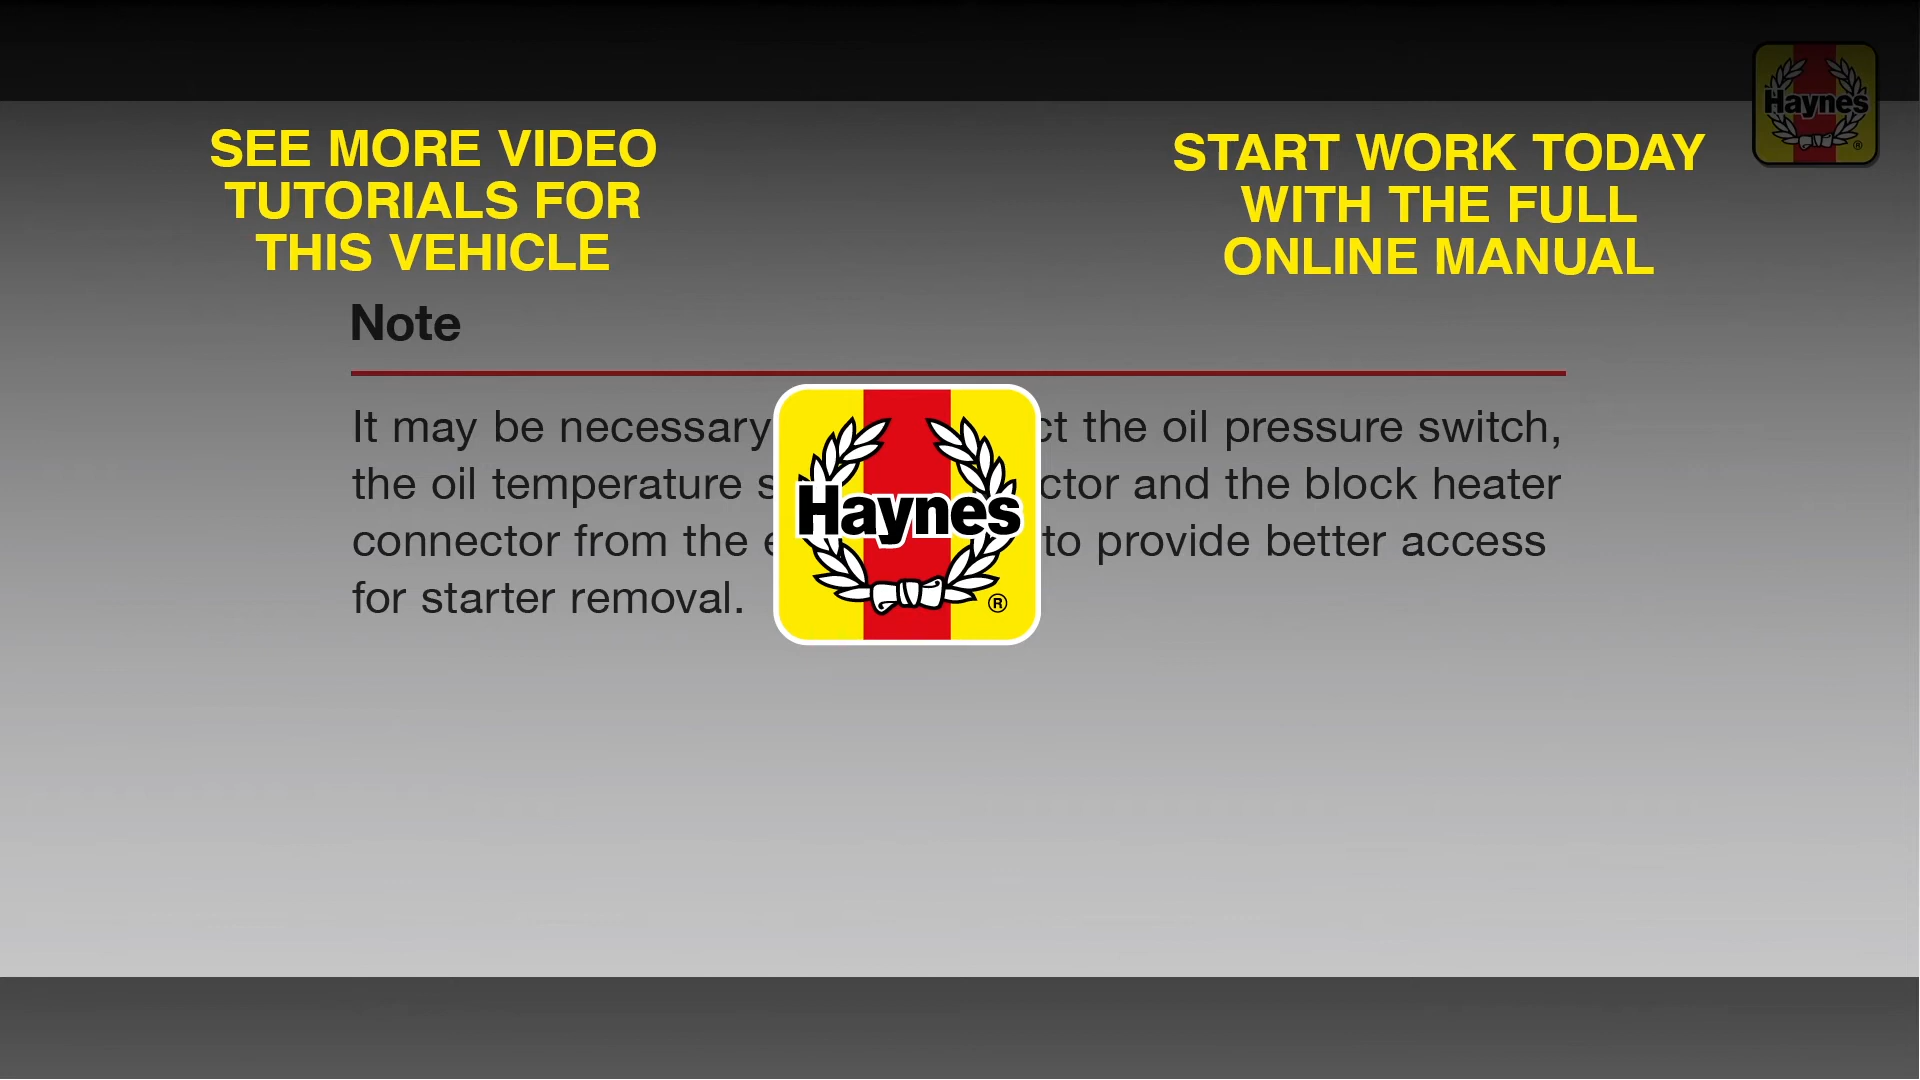 SEE MORE VIDEO
TUTORIALS FOR
THIS VEHICLE
START WORK TODAY
WITH THE FULL
ONLINE MANUAL
Haynes
®
Note
It may be necessary the oil pressure switch,
the oil temperature and the block heater
connector from the to provide better access
for starter removal.
Haynes
®